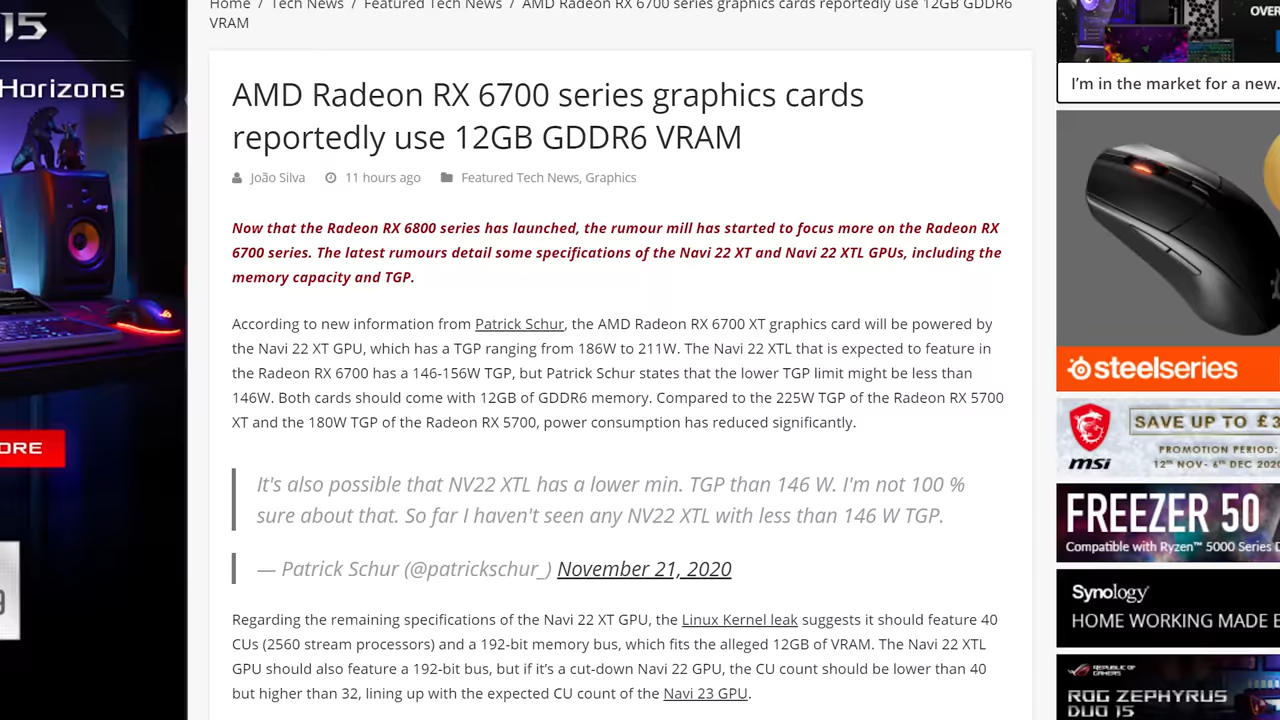 Home / Tech News / Featured Tech News / AMD Radeon RX 6700 series graphics cards reportedly use 12GB GDDR6
VRAM
AMD Radeon RX 6700 series graphics cards
reportedly use 12GB GDDR6 VRAM
João Silva 11 hours ago Featured Tech News, Graphics
Now that the Radeon RX 6800 series has launched, the rumour mill has started to focus more on the Radeon RX
6700 series. The latest rumours detail some specifications of the Navi 22 XT and Navi 22 XTL GPUs, including the
memory capacity and TGP.
According to new information from Patrick Schur, the AMD Radeon RX 6700 XT graphics card will be powered by
the Navi 22 XT GPU, which has a TGP ranging from 186W to 211W. The Navi 22 XTL that is expected to feature in
the Radeon RX 6700 has a 146-156W TGP, but Patrick Schur states that the lower TGP limit might be less than
146W. Both cards should come with 12GB of GDDR6 memory. Compared to the 225W TGP of the Radeon RX 5700
XT and the 180W TGP of the Radeon RX 5700, power consumption has reduced significantly.
It's also possible that NV22 XTL has a lower min. TGP than 146 W. I'm not 100 %
sure about that. So far I haven't seen any NV22 XTL with less than 146 W TGP.
— Patrick Schur (@patrickschur_) November 21, 2020
Regarding the remaining specifications of the Navi 22 XT GPU, the Linux Kernel leak suggests it should feature 40
CUs (2560 stream processors) and a 192-bit memory bus, which fits the alleged 12GB of VRAM. The Navi 22 XTL
GPU should also feature a 192-bit bus, but if it's a cut-down Navi 22 GPU, the CU count should be lower than 40
but higher than 32, lining up with the expected CU count of the Navi 23 GPU.
15
Horizons
ORE
9
OVER
I'm in the market for a new.
steelseries
msi
SAVE UP TO £3
PROMOTION PERIOD:
12TH NOV- 6TH DEC 2020
FREEZER 50
Compatible with Ryzen™ 5000 Series D
Synology
HOME WORKING MADE E
REPUBLIC OF
GAMERS
ROG ZEPHYRUS
DUO 15